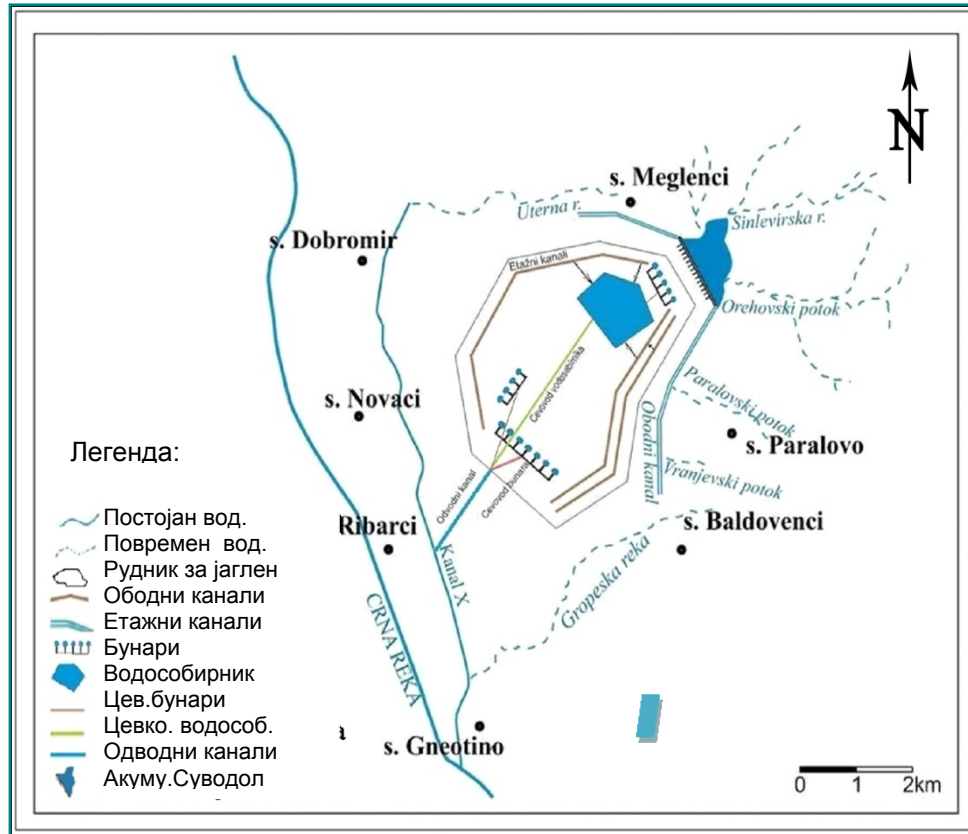 N
s. Meglenci
Uterna r.
Sinlevirska r.
s. Dobromir
Etažni kanali
Orehovski potok
Cevovod vodosabirnika
Paralovski potok
s. Novaci
s. Paralovo
Obodni kanal
Vranjevski potok
Odvodni kanal
Cevovod bunara
s. Baldovenci
Ribarci
Kanal X
Gropeska reka
CRNA REKA
s. Gneotino
0 1 2km
Легенда:
Постојан вод.
Повремен вод.
Рудник за јаглен
Ободни канали
Етажни канали
Бунари
Водособирник
Цев.бунари
Цевко. водособ.
Одводни канали
Акуму.Суводол